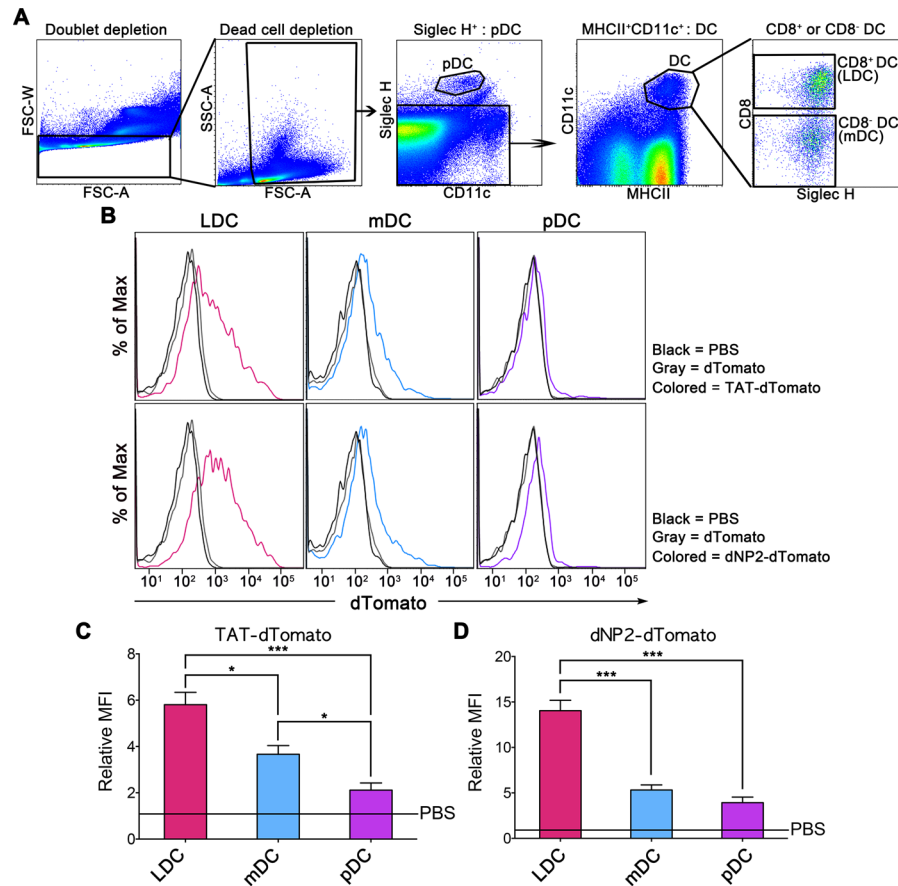 A
Doublet depletion
Dead cell depletion
Siglec H⁺ : pDC
MHCII⁺CD11c⁺ : DC
CD8⁺ or CD8⁻ DC
FSC-W
FSC-A
SSC-A
FSC-A
pDC
Siglec H
CD11c
DC
CD11c
MHCII
CD8⁺ DC
(LDC)
CD8⁻ DC
(mDC)
CD8
Siglec H
B
LDC
mDC
pDC
% of Max
Black = PBS
Gray = dTomato
Colored = TAT-dTomato
% of Max
Black = PBS
Gray = dTomato
Colored = dNP2-dTomato
10¹ 10² 10³ 10⁴ 10⁵
10¹ 10² 10³ 10⁴ 10⁵
10¹ 10² 10³ 10⁴ 10⁵
dTomato
C
TAT-dTomato
Relative MFI
8
6
4
2
0
***
*
*
PBS
LDC
mDC
pDC
D
dNP2-dTomato
Relative MFI
20
15
10
5
0
***
***
PBS
LDC
mDC
pDC